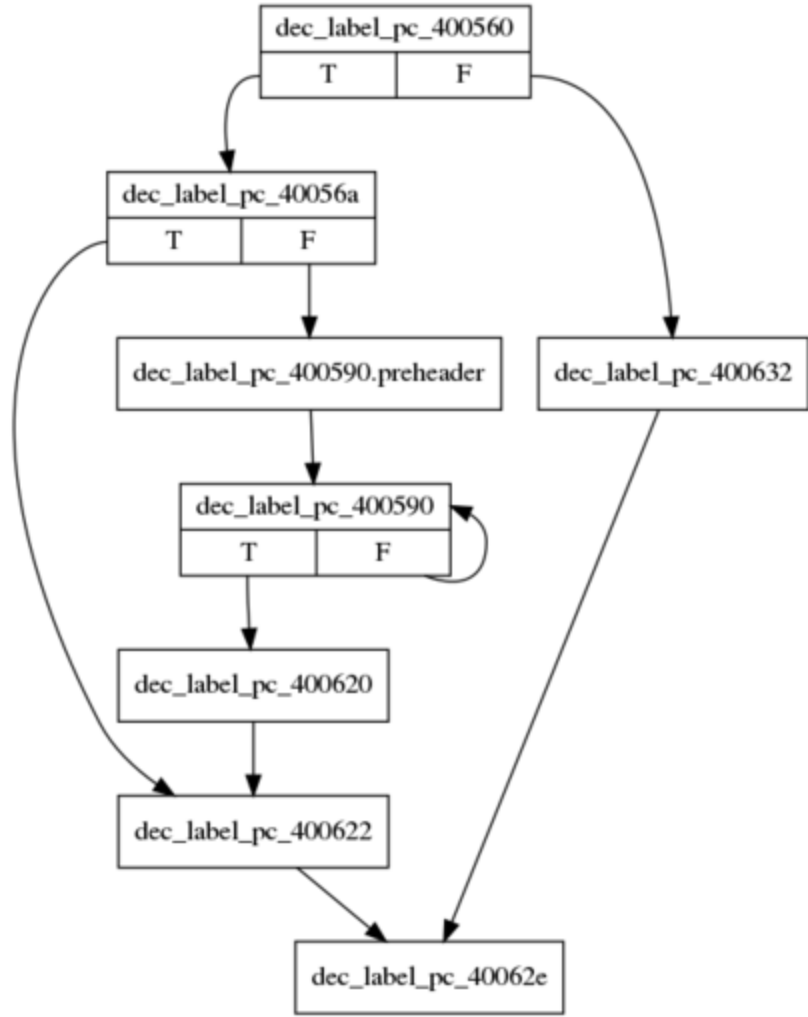 dec_label_pc_400560
T F
dec_label_pc_40056a
T F
dec_label_pc_400590.preheader
dec_label_pc_400632
dec_label_pc_400590
T F
dec_label_pc_400620
dec_label_pc_400622
dec_label_pc_40062e